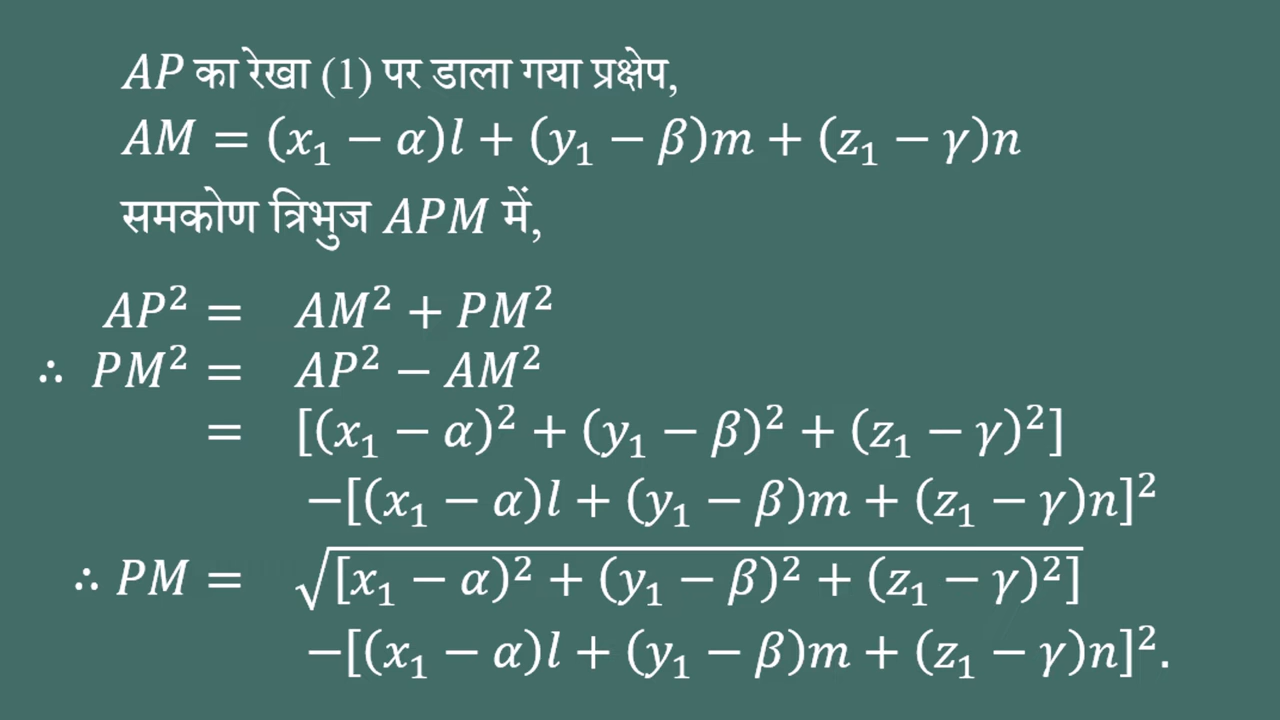 AP का रेखा (1) पर डाला गया प्रक्षेप,
AM = (x₁ − α)l + (y₁ − β)m + (z₁ − γ)n
समकोण त्रिभुज APM में,
AP² = AM² + PM²
∴ PM² = AP² − AM²
= [(x₁ − α)² + (y₁ − β)² + (z₁ − γ)²]
−[(x₁ − α)l + (y₁ − β)m + (z₁ − γ)n]²
∴ PM = √[x₁ − α)² + (y₁ − β)² + (z₁ − γ)²]
−[(x₁ − α)l + (y₁ − β)m + (z₁ − γ)n]².